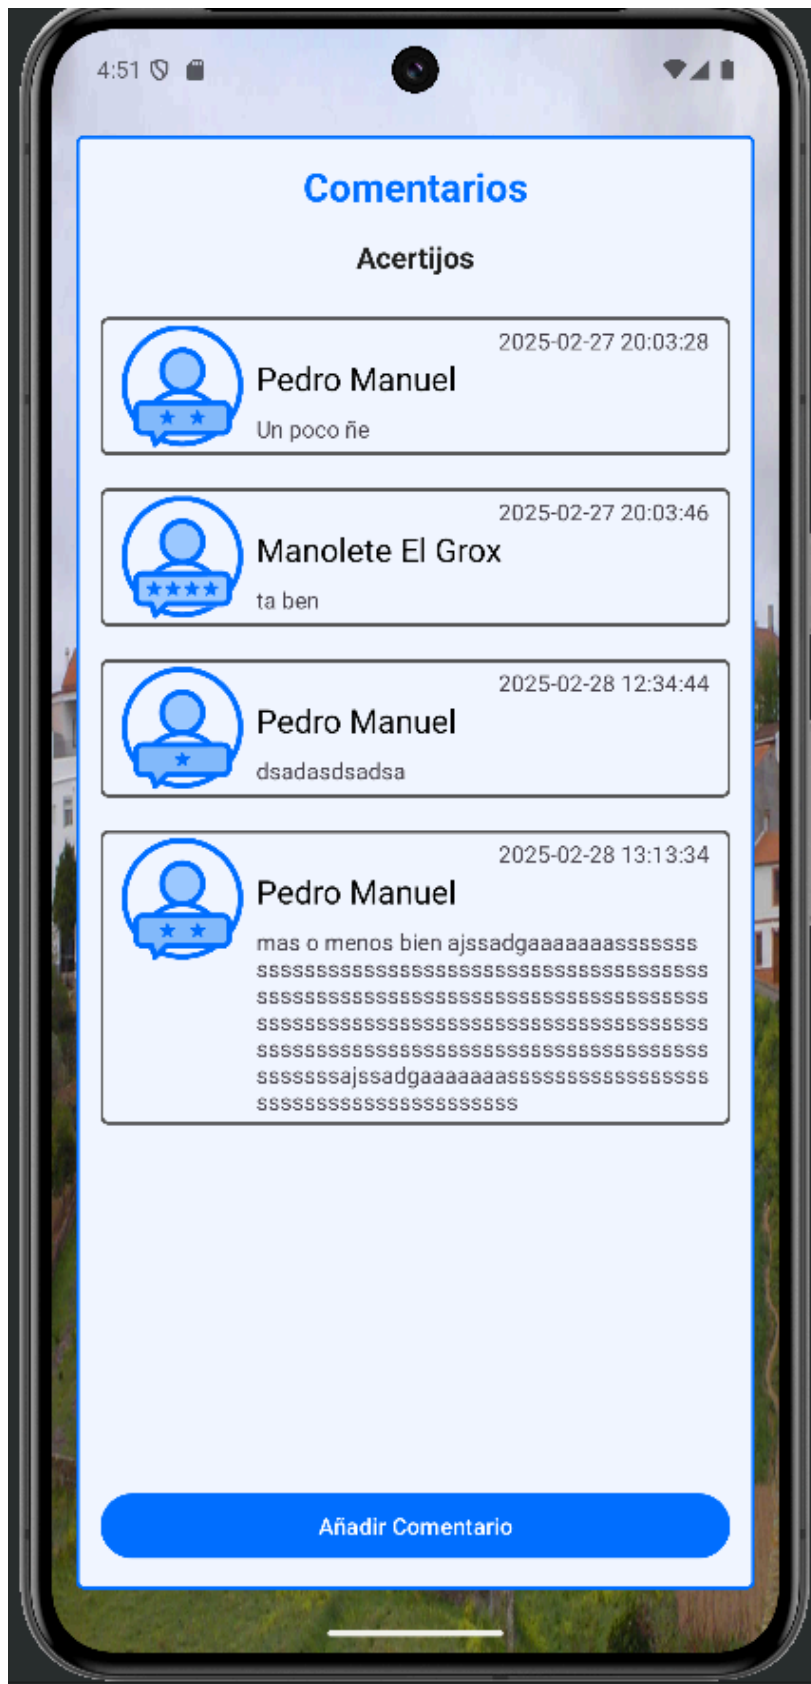 4:51
Comentarios
Acertijos
2025-02-27 20:03:28
Pedro Manuel
Un poco ñe
2025-02-27 20:03:46
Manolete El Grox
ta ben
2025-02-28 12:34:44
Pedro Manuel
dsadasdsadsa
2025-02-28 13:13:34
Pedro Manuel
mas o menos bien ajssadgaaaaaaasssssss
ssssssssssssssssssssssssssssssssssssss
ssssssssssssssssssssssssssssssssssssss
ssssssssssssssssssssssssssssssssssssss
ssssssssssssssssssssssssssssssssssssss
sssssssajssadgaaaaaaasssssssssssssssss
ssssssssssssssssssssss
Añadir Comentario